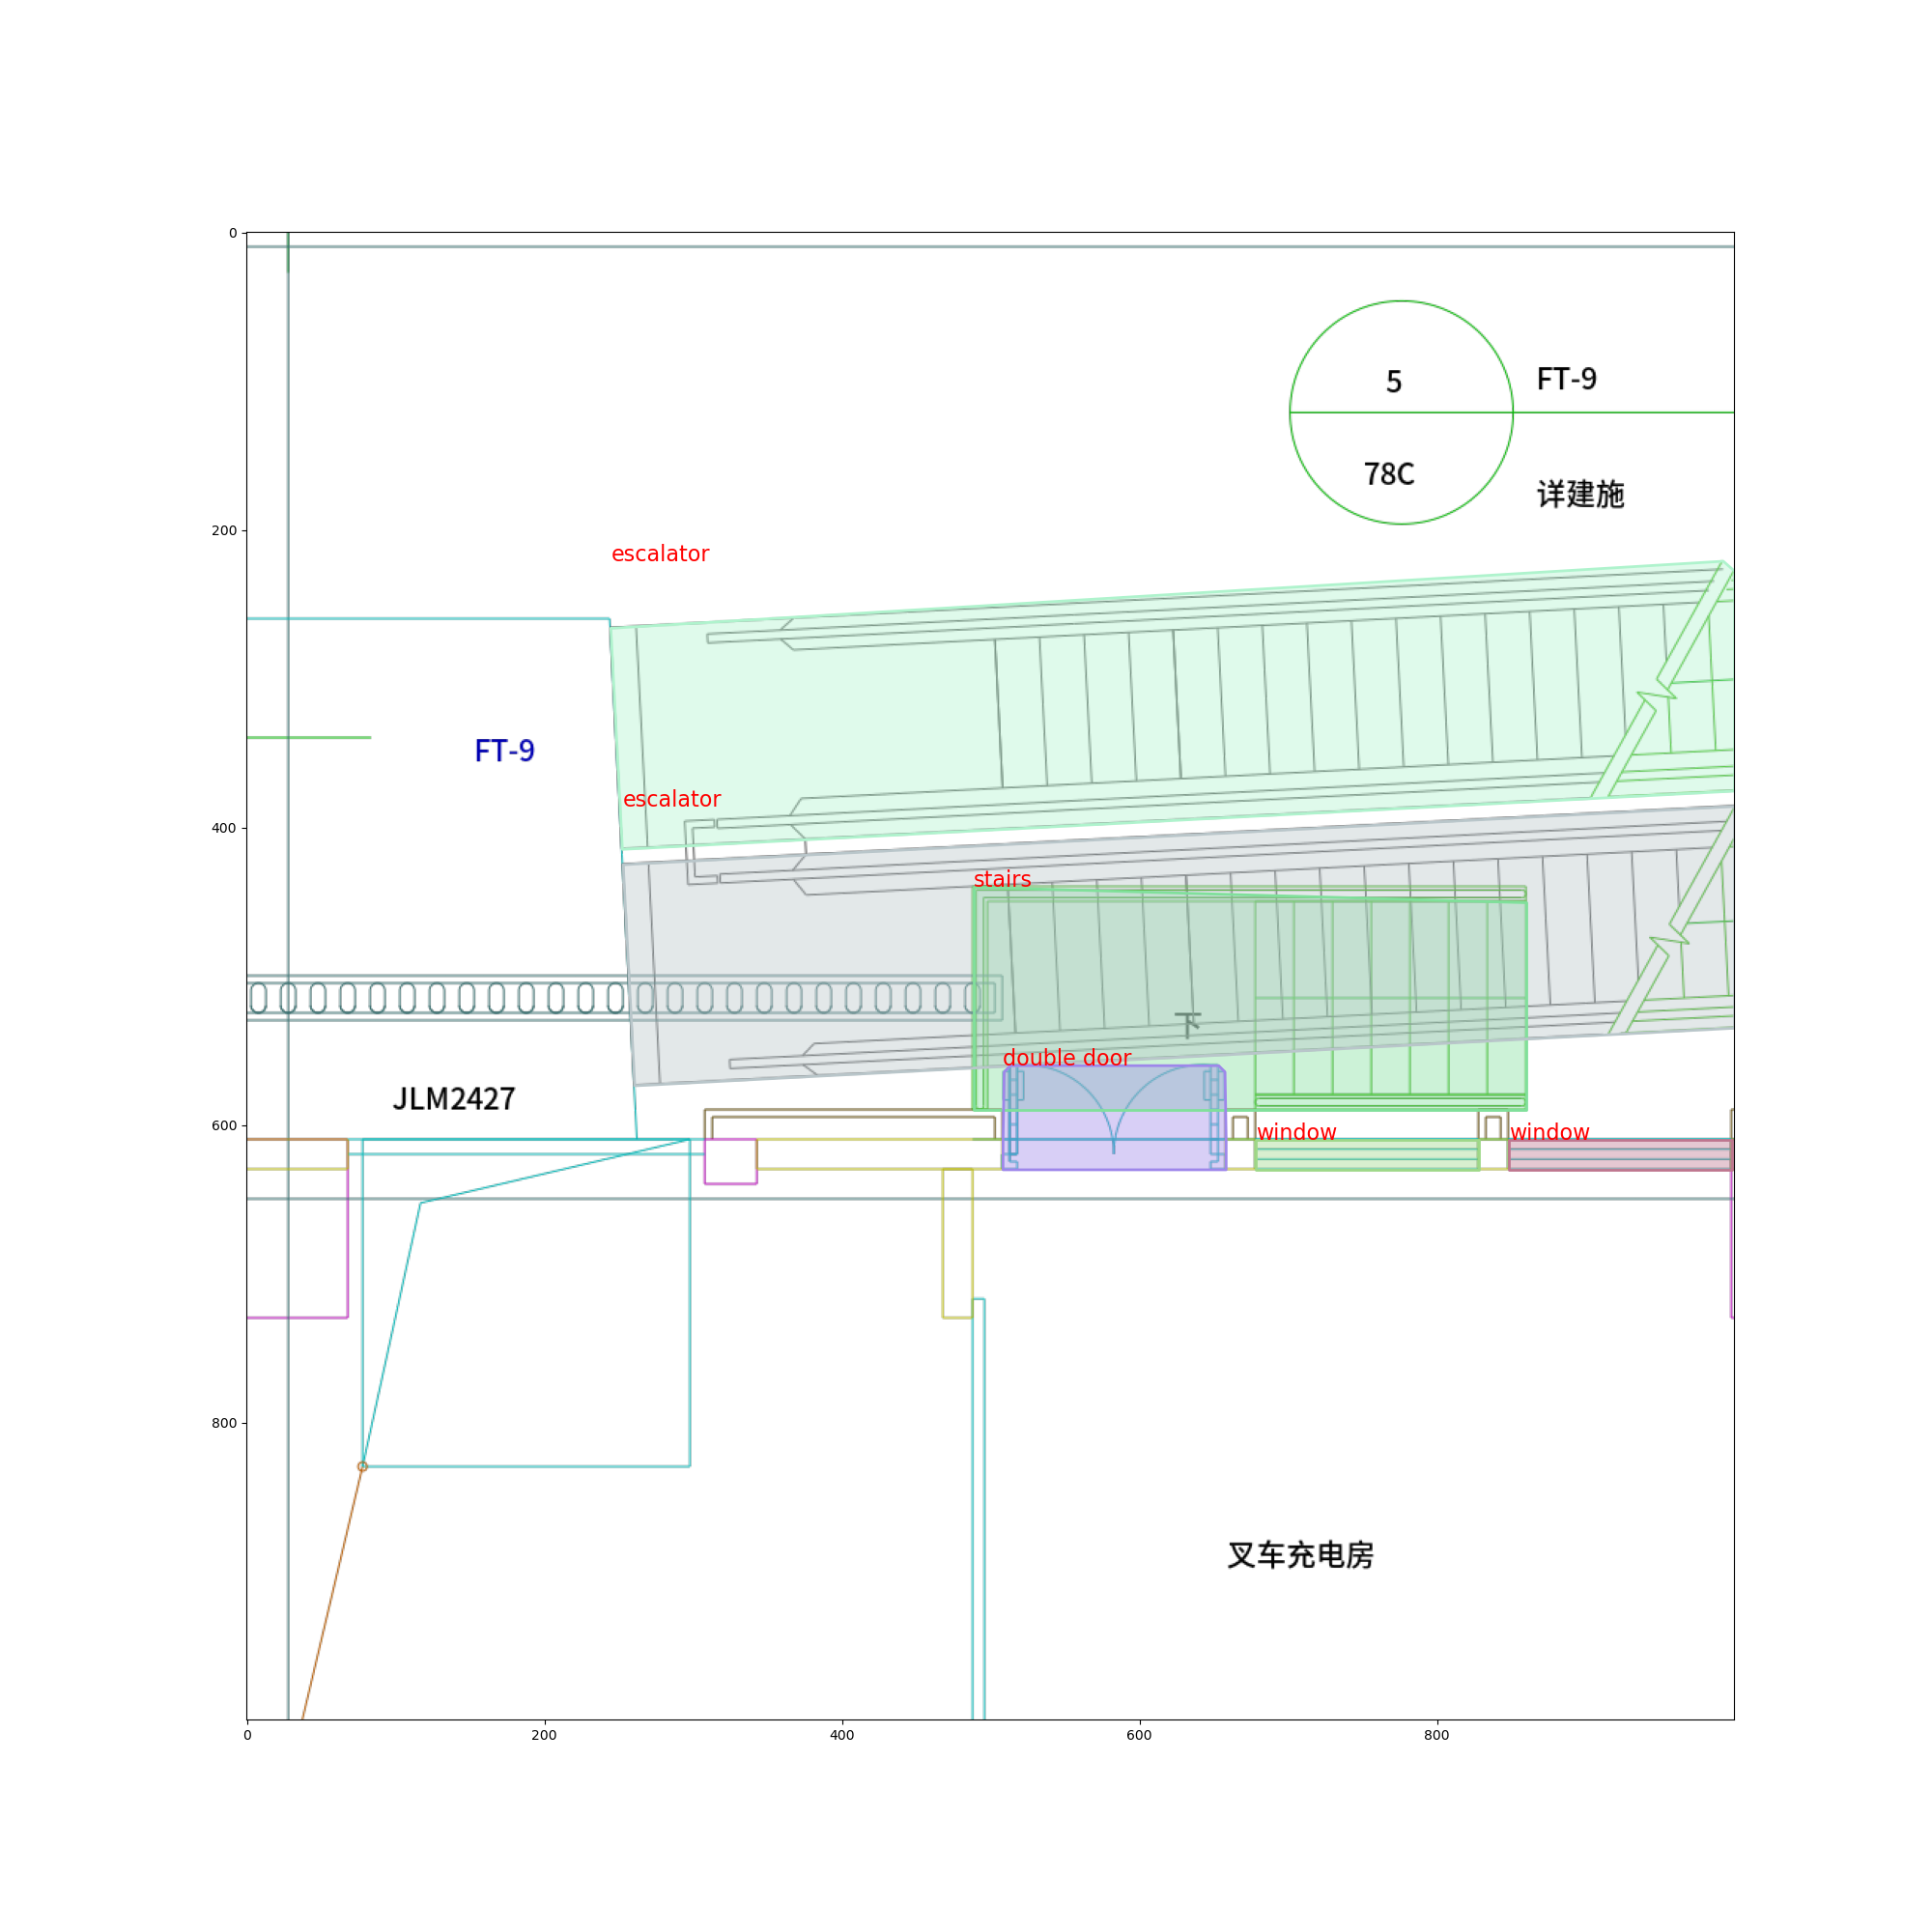 0
5
FT-9
78C
详建施
200
escalator
FT-9
escalator
400
stairs
下
double door
JLM2427
600
window
window
800
叉车充电房
0
200
400
600
800